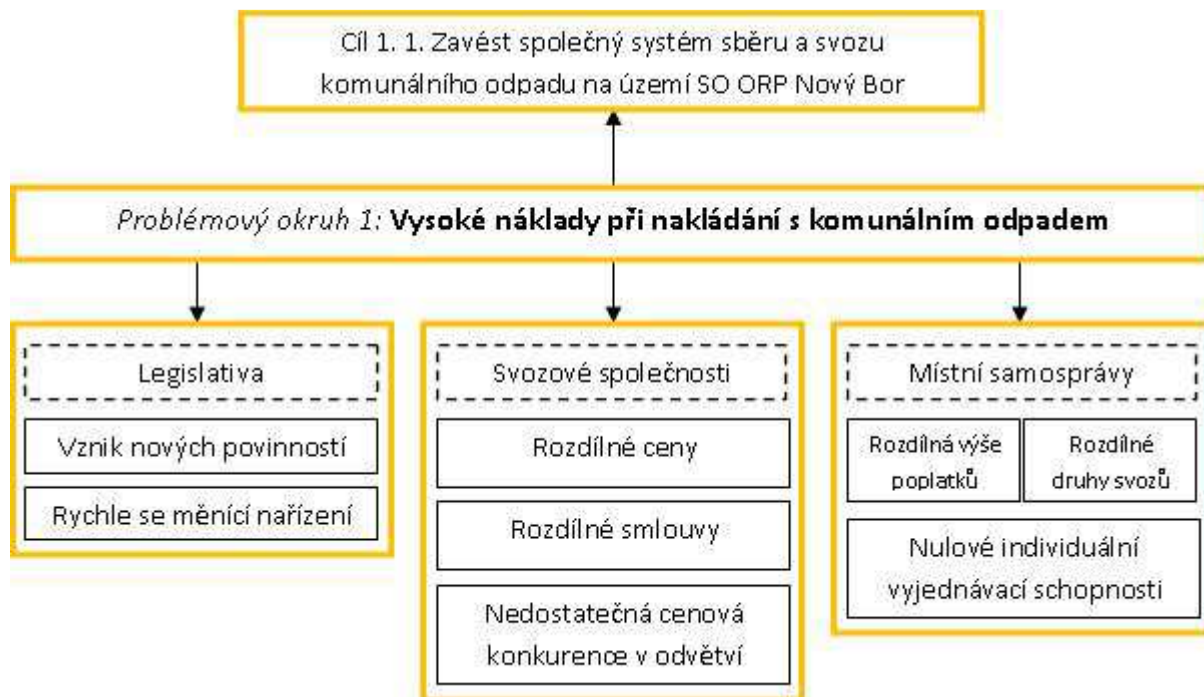 Cíl 1. 1. Zavést společný systém sběru a svozu
komunálního odpadu na území SO ORP Nový Bor
Problémový okruh 1: Vysoké náklady při nakládání s komunálním odpadem
Legislativa
Vznik nových povinností
Rychle se měnící nařízení
Svozové společnosti
Rozdílné ceny
Rozdílné smlouvy
Nedostatečná cenová
konkurence v odvětví
Místní samosprávy
Rozdílná výše
poplatků
Rozdílné
druhy svozů
Nulové individuální
vyjednávací schopnosti